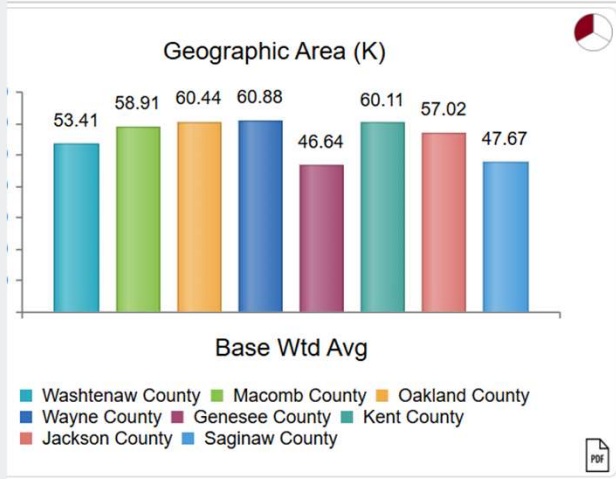 Geographic Area (K)
53.41
58.91
60.44
60.88
46.64
60.11
57.02
47.67
Base Wtd Avg
Washtenaw County Macomb County Oakland County
Wayne County Genesee County Kent County
Jackson County Saginaw County
PDF